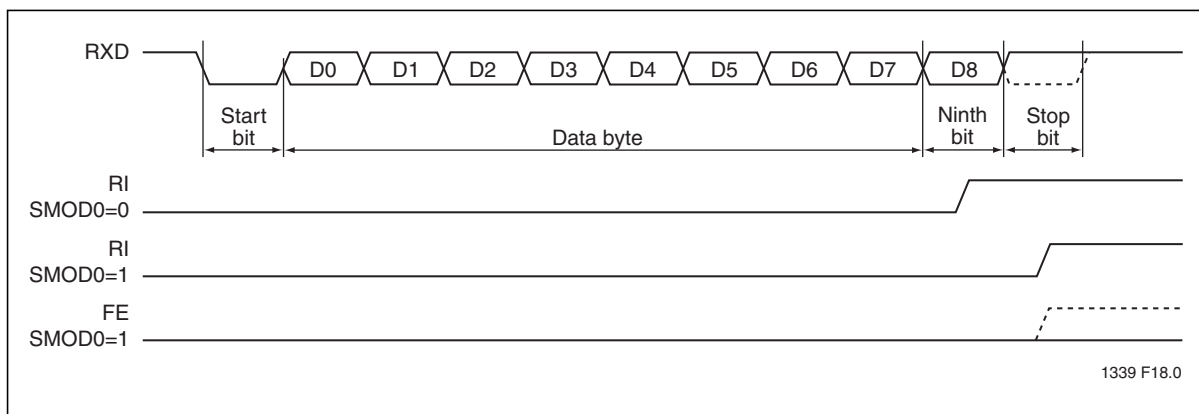 RXD
D0 D1 D2 D3 D4 D5 D6 D7 D8
Start
bit
Data byte
Ninth
bit
Stop
bit
RI
SMOD0=0
RI
SMOD0=1
FE
SMOD0=1
1339 F18.0